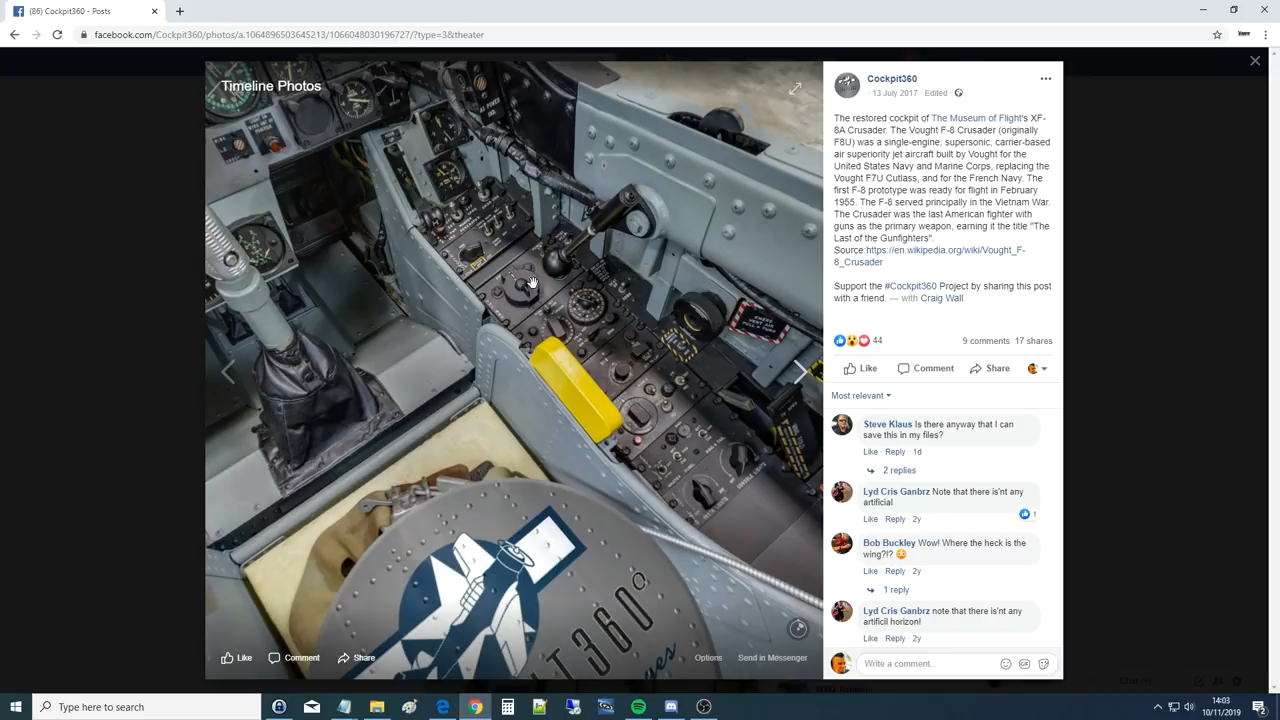 (86) Cockpit360 - Posts
facebook.com/Cockpit360/photos/a.1064896503645213/1066048030196727/?type=3&theater
Timeline Photos
Cockpit360
13 July 2017 · Edited ·
The restored cockpit of The Museum of Flight's XF-
8A Crusader. The Vought F-8 Crusader (originally
F8U) was a single-engine, supersonic, carrier-based
air superiority jet aircraft built by Vought for the
United States Navy and Marine Corps, replacing the
Vought F7U Cutlass, and for the French Navy. The
first F-8 prototype was ready for flight in February
1955. The F-8 served principally in the Vietnam War.
The Crusader was the last American fighter with
guns as the primary weapon, earning it the title "The
Last of the Gunfighters".
Source:https://en.wikipedia.org/wiki/Vought_F-
8_Crusader
Support the #Cockpit360 Project by sharing this post
with a friend. — with Craig Wall.
44
9 comments 17 shares
Like Comment Share
Most relevant
Steve Klaus Is there anyway that I can
save this in my files?
Like · Reply · 1d
2 replies
Lyd Cris Ganbrz Note that there is'nt any
artificial
1
Like · Reply · 2y
Bob Buckley Wow! Where the heck is the
wing?!? 😳
Like · Reply · 2y
1 reply
Lyd Cris Ganbrz note that there is'nt any
artificil horizon!
Like · Reply · 2y
Write a comment...
GIF
T360°
Like Comment Share
Options Send in Messenger
Type here to search
14:03
10/11/2019
2